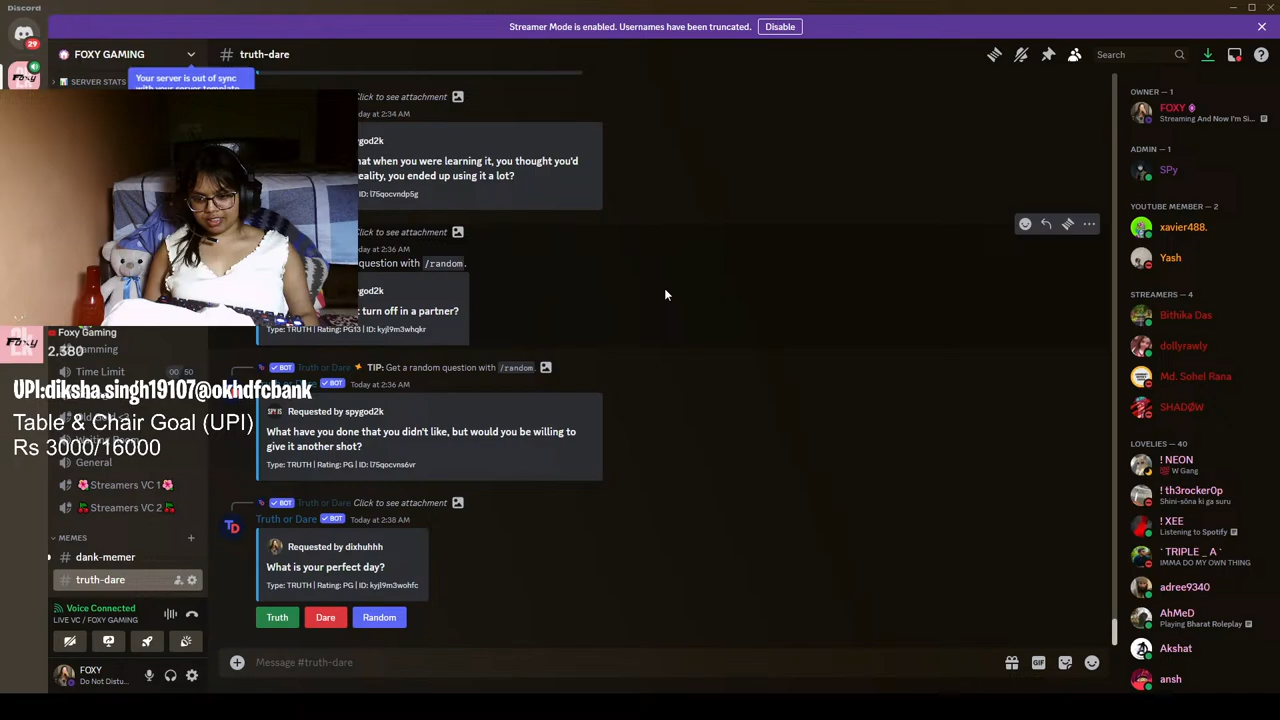 Discord
Streamer Mode is enabled. Usernames have been truncated.
Disable
29
FOXY GAMING
# truth-dare
Search
SERVER STATS
Your server is out of sync
with your server template
Click to see attachment
Today at 2:34 AM
ygod2k
hat when you were learning it, you thought you'd
eality, you ended up using it a lot?
ID: l75qocvndp5g
Click to see attachment
Today at 2:36 AM
question with /random.
ygod2k
t turn off in a partner?
Type: TRUTH | Rating: PG13 | ID: kyjl9m3whqkr
BOT Truth or Dare TIP: Get a random question with /random.
BOT Today at 2:36 AM
Requested by spygod2k
What have you done that you didn't like, but would you be willing to
give it another shot?
Type: TRUTH | Rating: PG | ID: l75qocvns6vr
BOT Truth or Dare Click to see attachment
Truth or Dare BOT Today at 2:38 AM
TD
Requested by dixhuhhh
What is your perfect day?
Type: TRUTH | Rating: PG | ID: kyjl9m3wohfc
Truth
Dare
Random
Message #truth-dare
GIF
Foxy
Foxy Gaming
2,380
Time Limit
00 50
UPI:diksha.singh19107@okhdfcbank
Table & Chair Goal (UPI)
Rs 3000/16000
General
Streamers VC 1
Streamers VC 2
MEMES
# dank-memer
# truth-dare
Voice Connected
LIVE VC / FOXY GAMING
FOXY
Do Not Distu...
OWNER — 1
FOXY
Streaming And Now I'm Si...
ADMIN — 1
SPy
YOUTUBE MEMBER — 2
xavier488.
Yash
STREAMERS — 4
Bithika Das
dollyrawly
Md. Sohel Rana
SHADØW
LOVELIES — 40
! NEON
W Gang
! th3rocker0p
Shini-sōna ki ga suru
! XEE
Listening to Spotify
` TRIPLE _ A `
IMMA DO MY OWN THING
adree9340
AhMeD
Playing Bharat Roleplay
Akshat
ansh